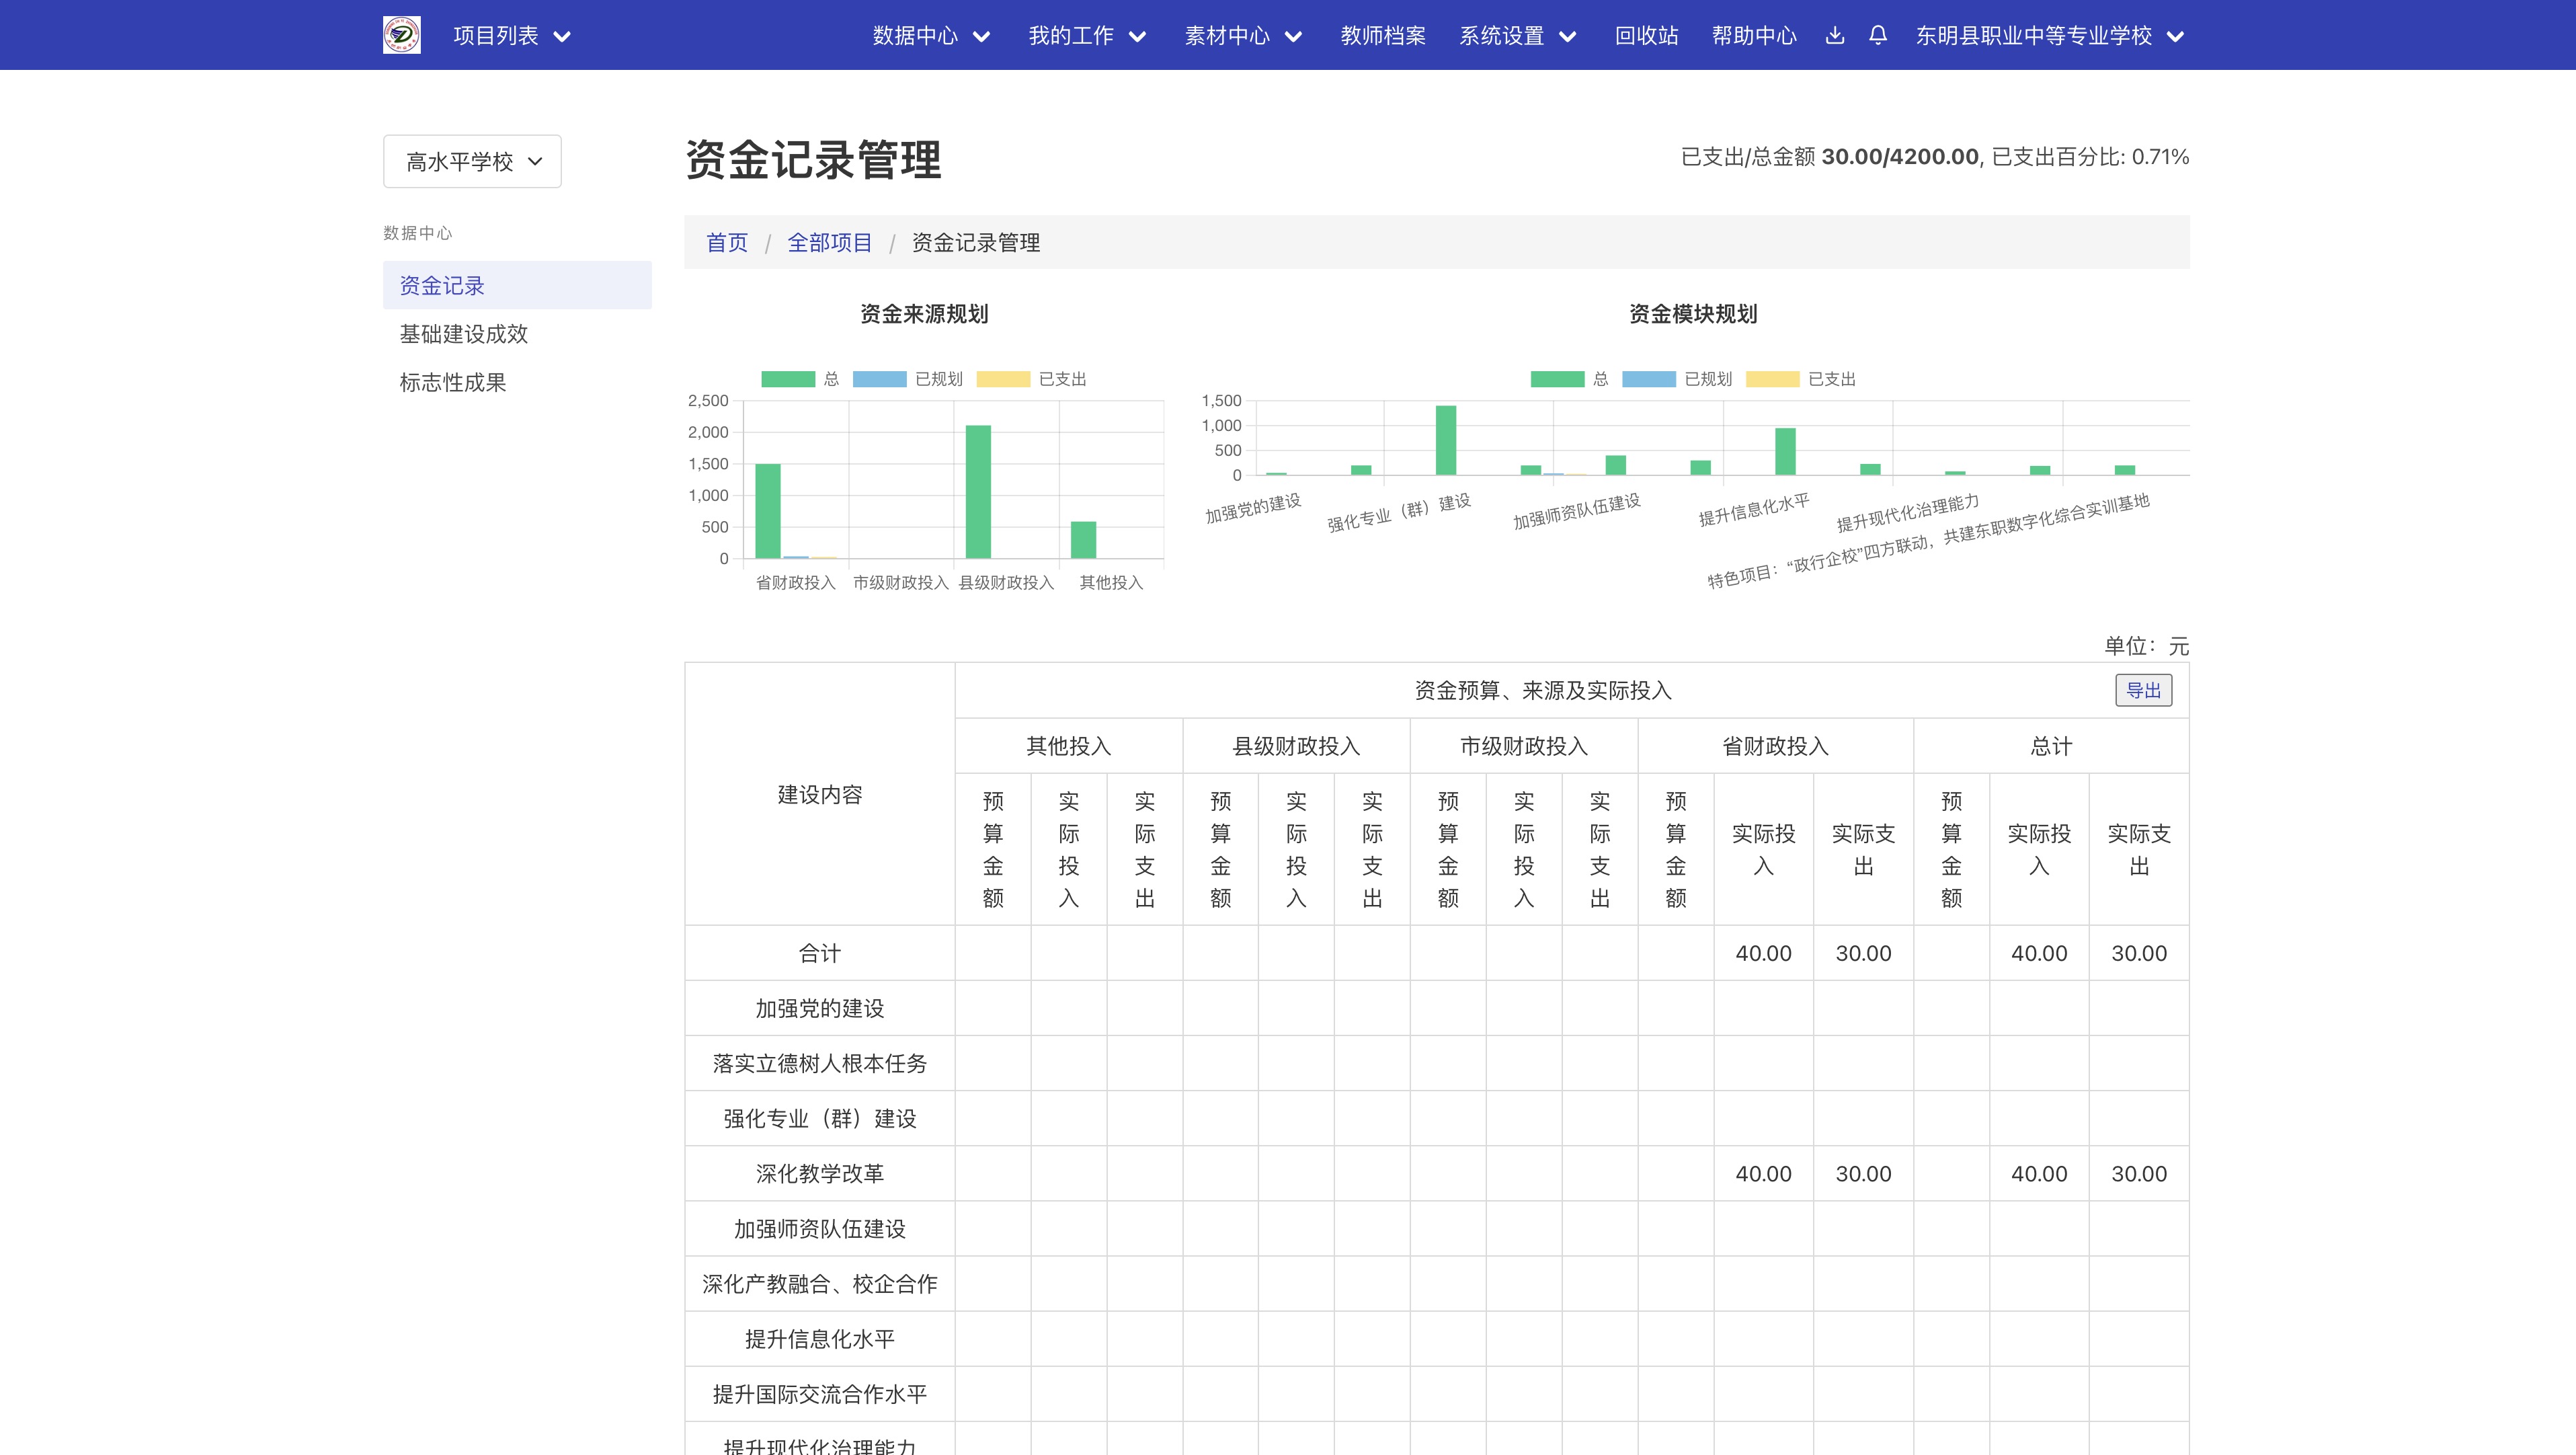 项目列表
数据中心 我的工作 素材中心 教师档案 系统设置 回收站 帮助中心 东明县职业中等专业学校
高水平学校
数据中心
资金记录
基础建设成效
标志性成果
资金记录管理
已支出/总金额 30.00/4200.00, 已支出百分比: 0.71%
首页 / 全部项目 / 资金记录管理
资金来源规划
总 已规划 已支出
2,500
2,000
1,500
1,000
500
0
省财政投入 市级财政投入 县级财政投入 其他投入
资金模块规划
总 已规划 已支出
1,500
1,000
500
0
加强党的建设
强化专业（群）建设
加强师资队伍建设
提升信息化水平
提升现代化治理能力
特色项目：“政行企校”四方联动，共建东职数字化综合实训基地
单位：元
建设内容
资金预算、来源及实际投入
导出
其他投入 县级财政投入 市级财政投入 省财政投入 总计
预算金额 实际投入 实际支出 预算金额 实际投入 实际支出 预算金额 实际投入 实际支出 预算金额 实际投入 实际支出 预算金额 实际投入 实际支出
合计 40.00 30.00 40.00 30.00
加强党的建设
落实立德树人根本任务
强化专业（群）建设
深化教学改革 40.00 30.00 40.00 30.00
加强师资队伍建设
深化产教融合、校企合作
提升信息化水平
提升国际交流合作水平
提升现代化治理能力